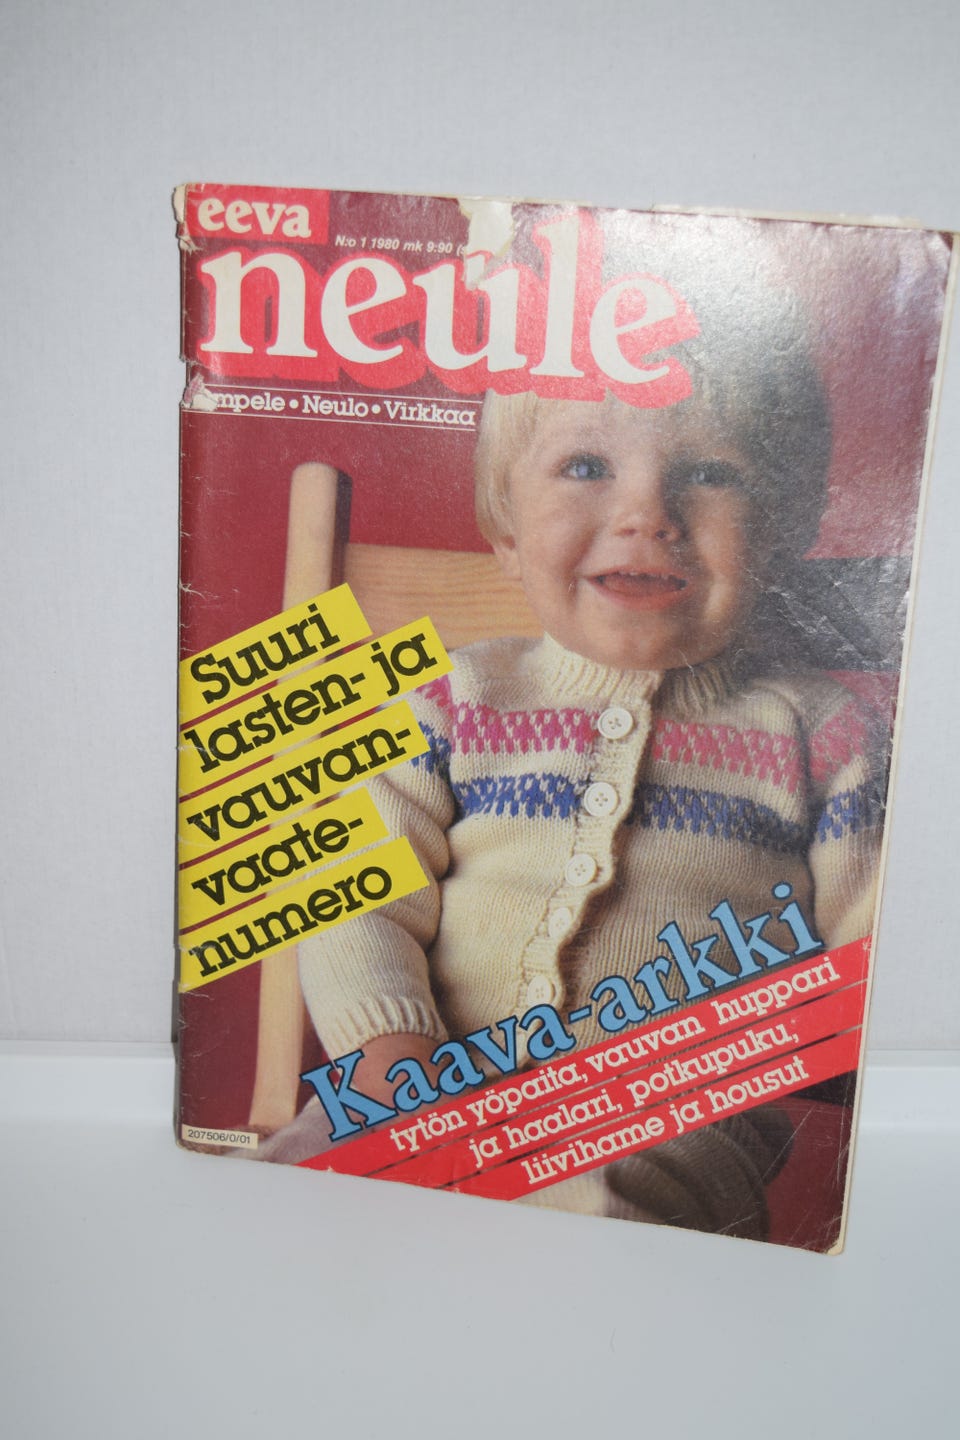 eeva
N:o 1 1980 mk 9:90
neule
Neulo • Virkkaa
Suuri
lasten- ja
vauvan-
vaate-
numero
Kaava-arkki
tytön yöpaita, vauvan huppari
ja haalari, potkupuku,
liivihame ja housut
207506/0/01